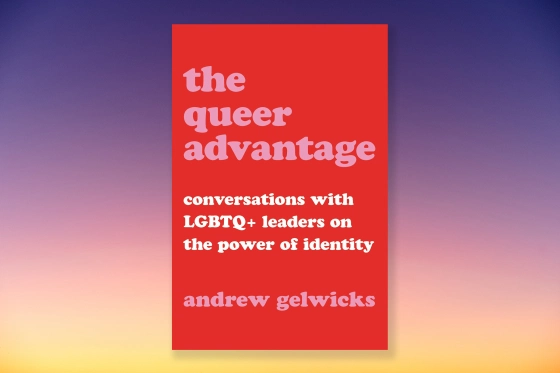 the
queer
advantage
conversations with
LGBTQ+ leaders on
the power of identity
andrew gelwicks